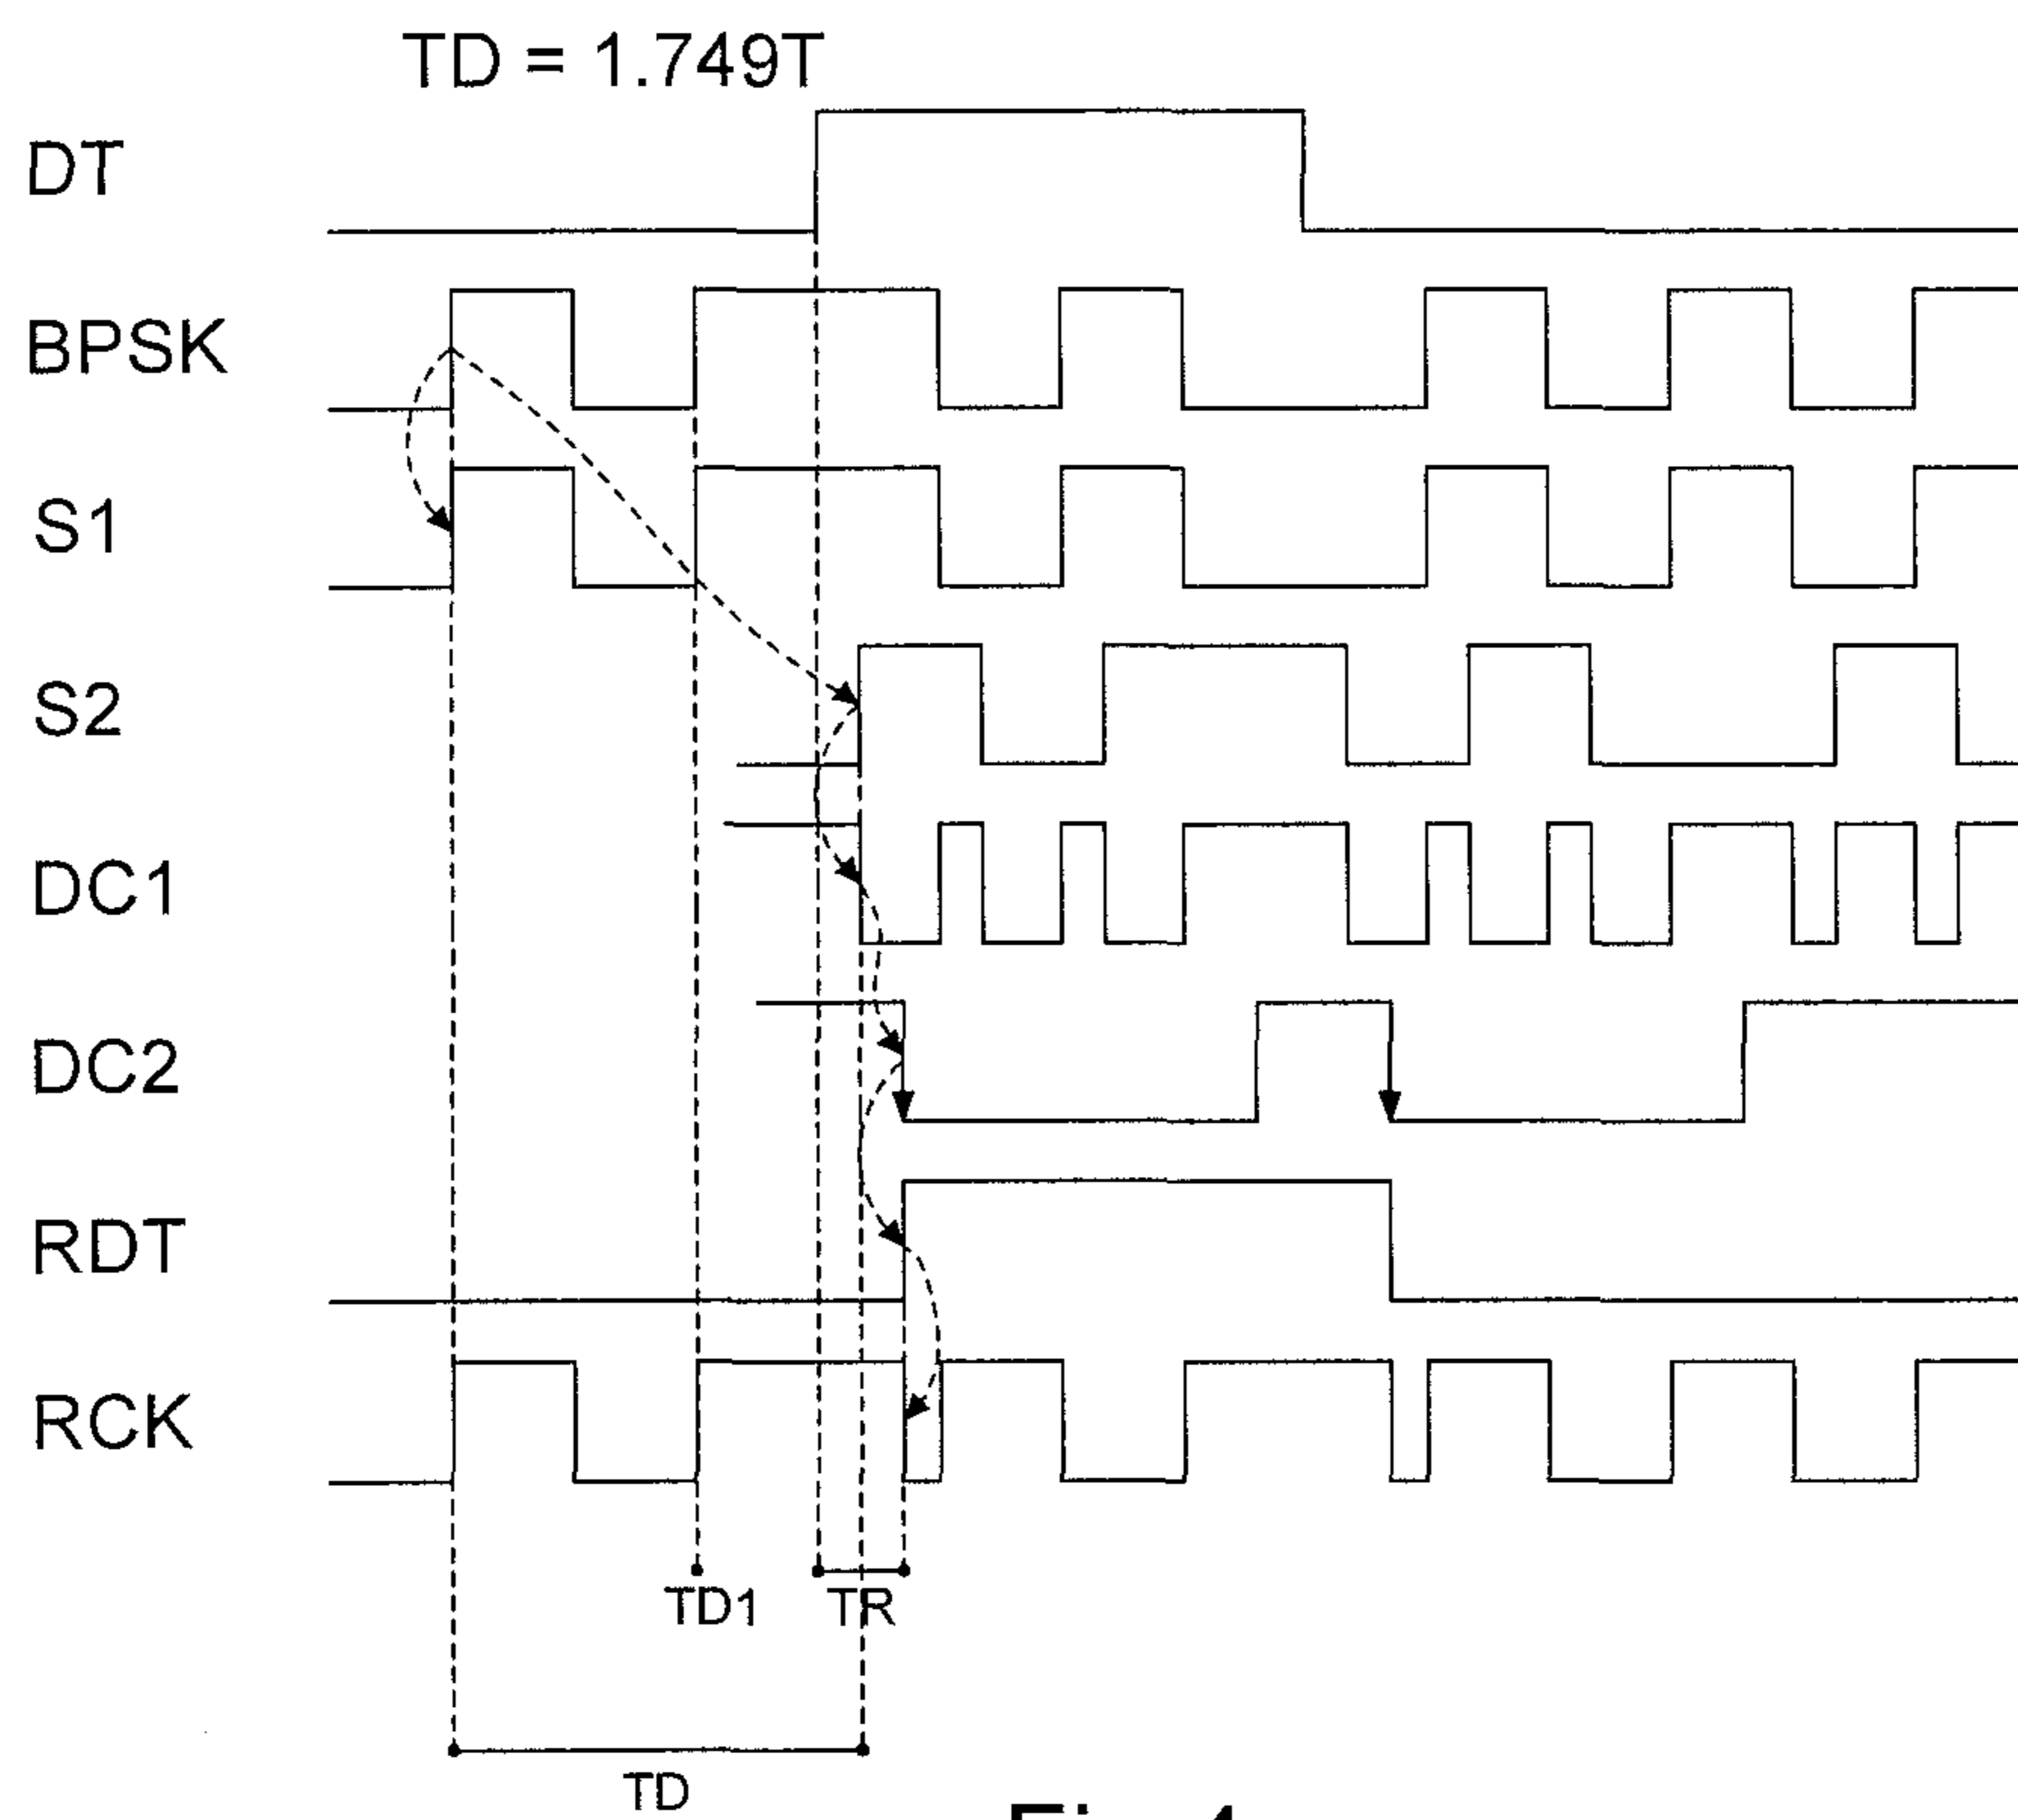 TD = 1.749T
DT
BPSK
S1
S2
DC1
DC2
RDT
RCK
TD1
TR
TD